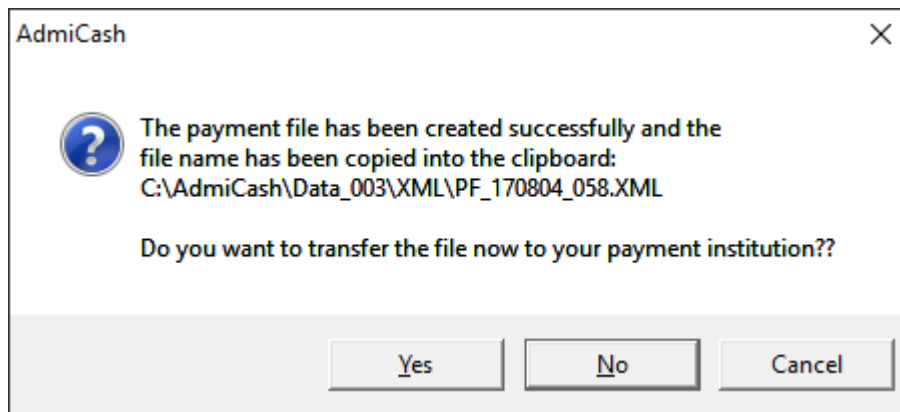 AdmiCash
The payment file has been created successfully and the
file name has been copied into the clipboard:
C:\AdmiCash\Data_003\XML\PF_170804_058.XML
Do you want to transfer the file now to your payment institution??
Yes
No
Cancel